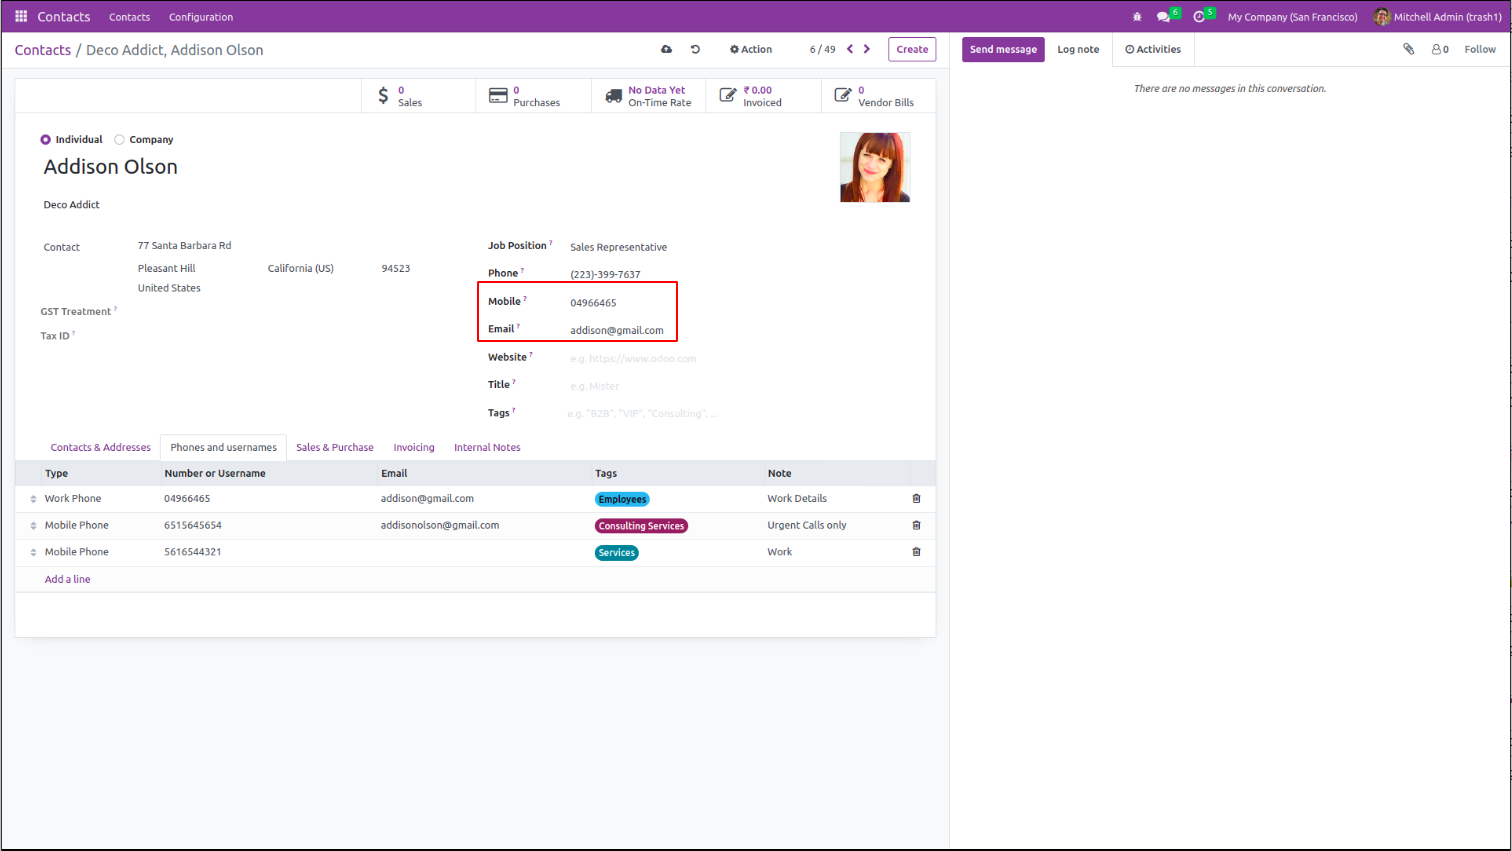 Contacts Contacts Configuration 6 5 My Company (San Francisco) Mitchell Admin (trash1)
Contacts / Deco Addict, Addison Olson Action 6 / 49 Create Send message Log note Activities 0 Follow
There are no messages in this conversation.
$ 0 Sales
0 Purchases
No Data Yet On-Time Rate
₹ 0.00 Invoiced
0 Vendor Bills
Individual Company
Addison Olson
Deco Addict
Contact 77 Santa Barbara Rd
Pleasant Hill California (US) 94523
United States
GST Treatment ?
Tax ID ?
Job Position ? Sales Representative
Phone ? (223)-399-7637
Mobile ? 04966465
Email ? addison@gmail.com
Website ? e.g. https://www.odoo.com
Title ? e.g. Mister
Tags ? e.g. "B2B", "VIP", "Consulting", ...
Contacts & Addresses Phones and usernames Sales & Purchase Invoicing Internal Notes
Type Number or Username Email Tags Note
Work Phone 04966465 addison@gmail.com Employees Work Details
Mobile Phone 6515645654 addisonolson@gmail.com Consulting Services Urgent Calls only
Mobile Phone 5616544321 Services Work
Add a line